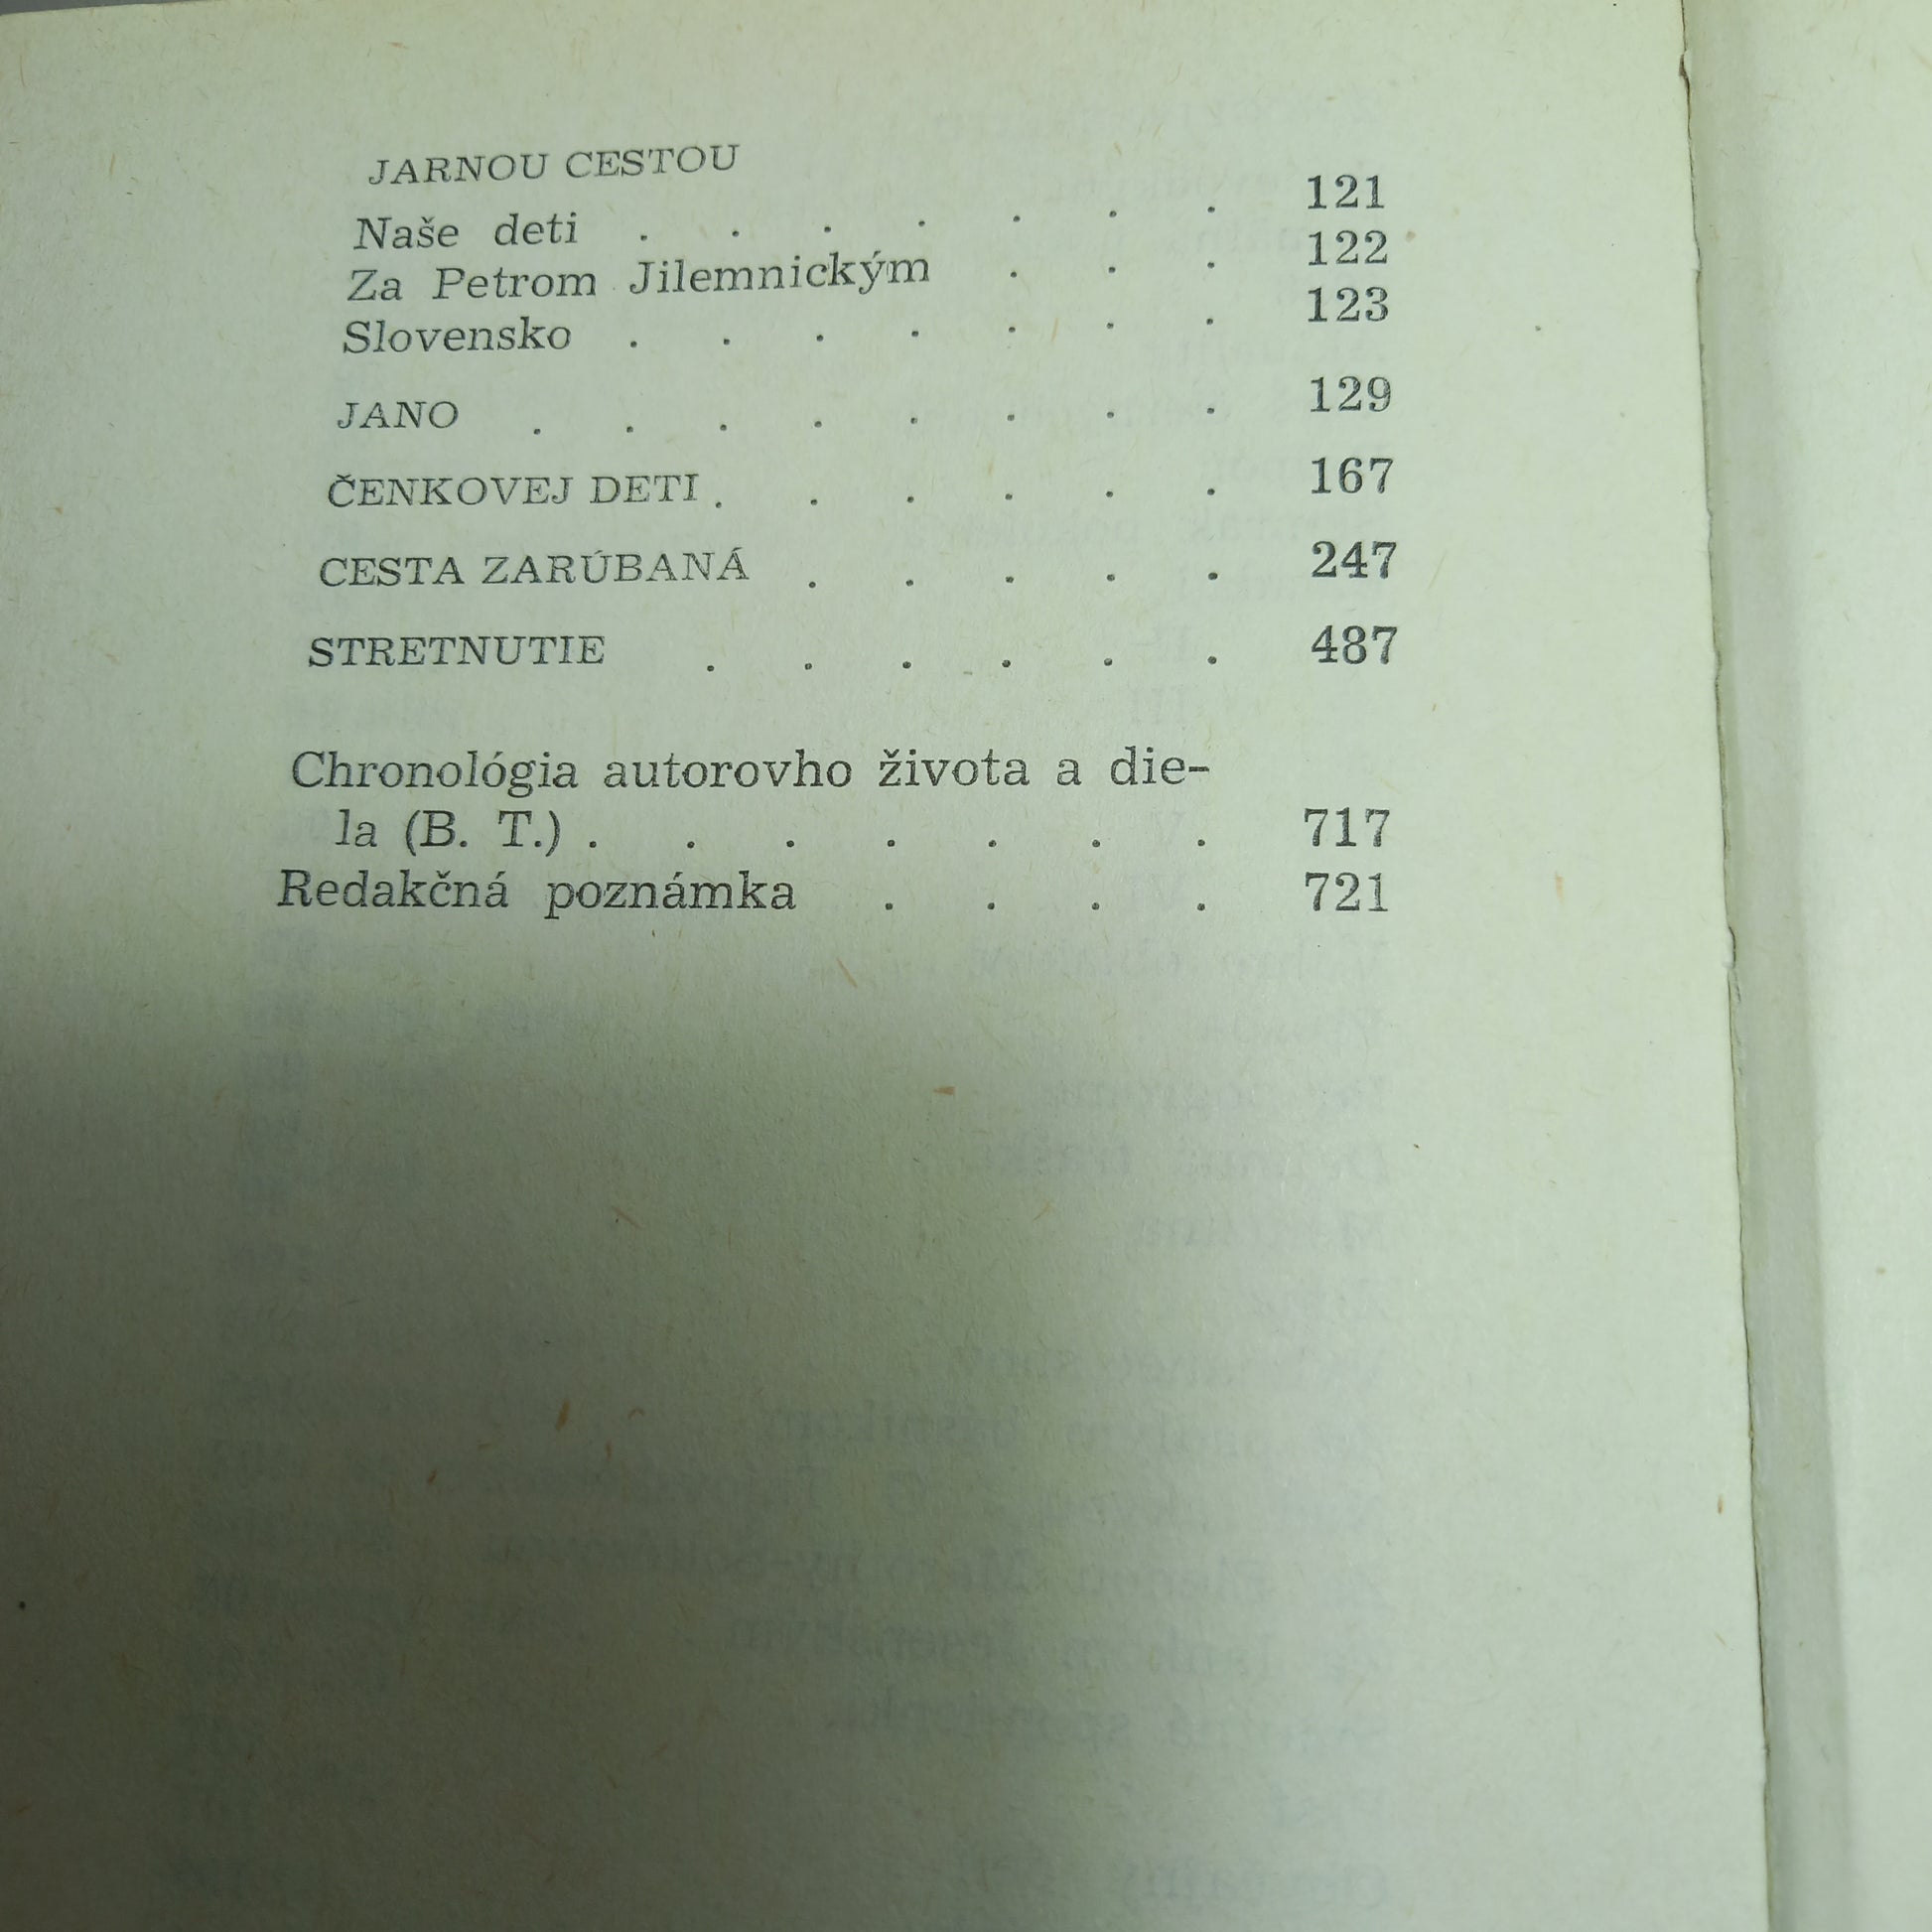 JARNOU CESTOU
Naše deti . . . . . . . 121
Za Petrom Jilemnickým . . . 122
Slovensko . . . . . . . 123
JANO . . . . . . . . 129
ČENKOVEJ DETI . . . . . . 167
CESTA ZARÚBANÁ . . . . . 247
STRETNUTIE . . . . . . 487
Chronológia autorovho života a die-
la (B. T.) . . . . . . . 717
Redakčná poznámka . . . . 721